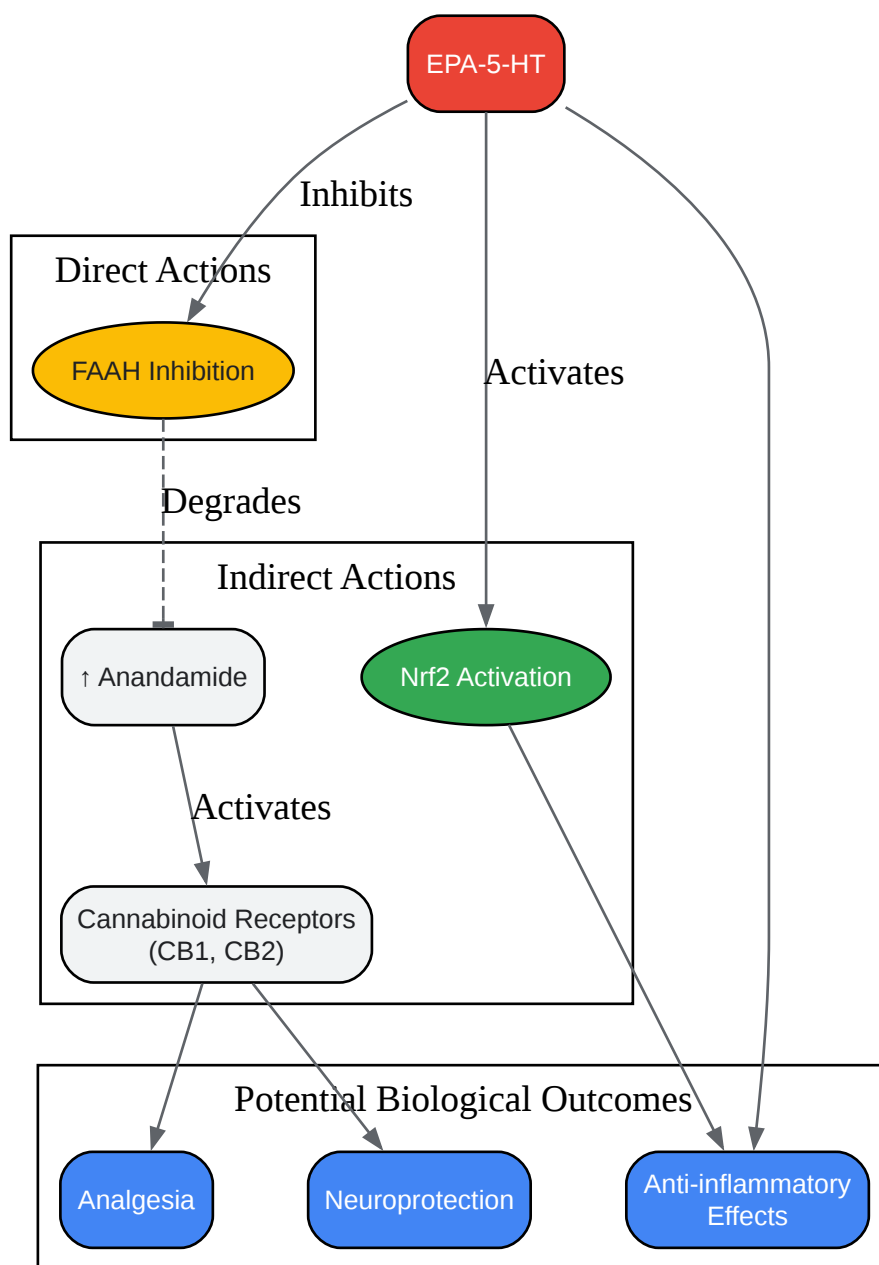 EPA-5-HT
Inhibits
Direct Actions
FAAH Inhibition
Activates
Degrades
Indirect Actions
↑ Anandamide
Nrf2 Activation
Activates
Cannabinoid Receptors
(CB1, CB2)
Potential Biological Outcomes
Analgesia
Neuroprotection
Anti-inflammatory
Effects